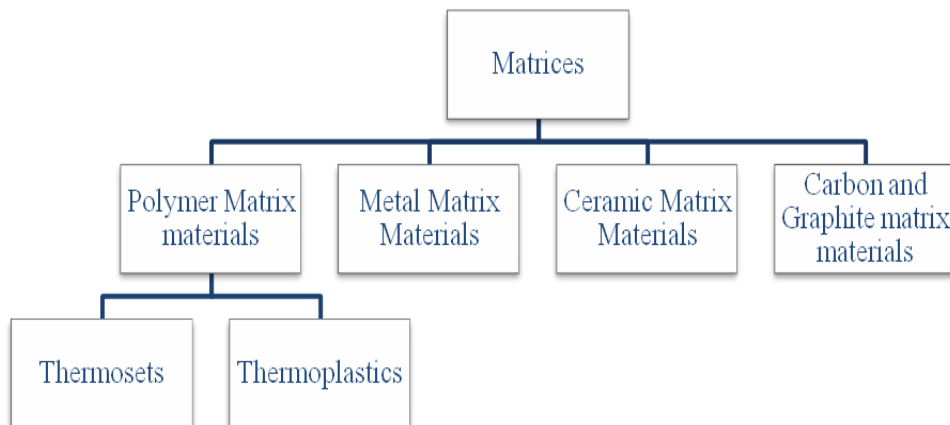 Matrices
Polymer Matrix
materials
Metal Matrix
Materials
Ceramic Matrix
Materials
Carbon and
Graphite matrix
materials
Thermosets
Thermoplastics